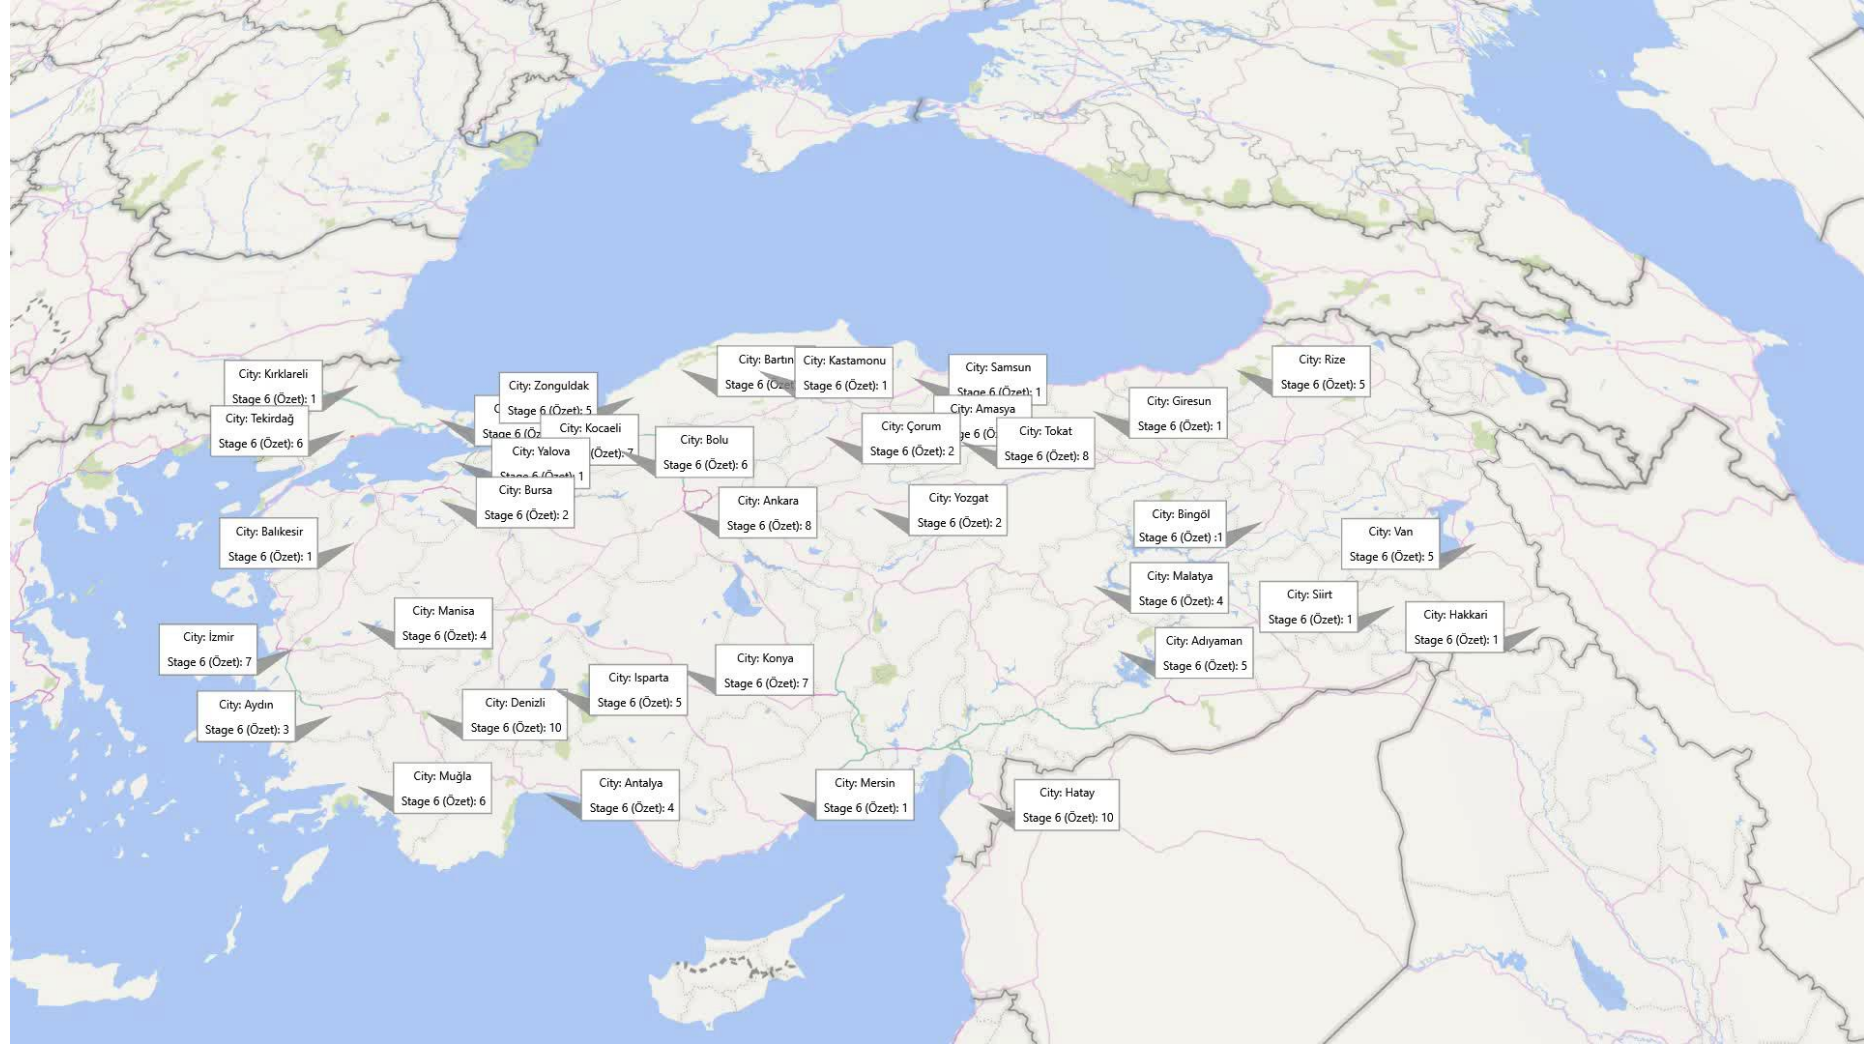 City: Kırklareli
Stage 6 (Özet): 1
City: Tekirdağ
Stage 6 (Özet): 6
City: Zonguldak
Stage 6 (Özet): 5
City: Kocaeli
(Özet): 7
City: Yalova
Stage 6 (Özet): 1
City: Bursa
Stage 6 (Özet): 2
City: Bolu
Stage 6 (Özet): 6
City: Bartın
Stage 6 (Özet
City: Kastamonu
Stage 6 (Özet): 1
City: Samsun
Stage 6 (Özet): 1
City: Amasya
City: Çorum
Stage 6 (Özet): 2
City: Tokat
Stage 6 (Özet): 8
City: Giresun
Stage 6 (Özet): 1
City: Rize
Stage 6 (Özet): 5
City: Ankara
Stage 6 (Özet): 8
City: Yozgat
Stage 6 (Özet): 2
City: Bingöl
Stage 6 (Özet) :1
City: Van
Stage 6 (Özet): 5
City: Balıkesir
Stage 6 (Özet): 1
City: Malatya
Stage 6 (Özet): 4
City: Siirt
Stage 6 (Özet): 1
City: Hakkari
Stage 6 (Özet): 1
City: Manisa
Stage 6 (Özet): 4
City: İzmir
Stage 6 (Özet): 7
City: Adıyaman
Stage 6 (Özet): 5
City: Konya
Stage 6 (Özet): 7
City: Isparta
Stage 6 (Özet): 5
City: Denizli
Stage 6 (Özet): 10
City: Aydın
Stage 6 (Özet): 3
City: Muğla
Stage 6 (Özet): 6
City: Antalya
Stage 6 (Özet): 4
City: Mersin
Stage 6 (Özet): 1
City: Hatay
Stage 6 (Özet): 10